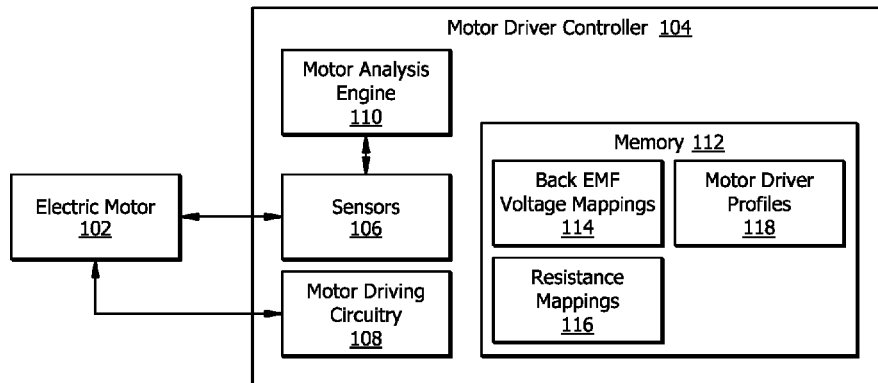 Motor Driver Controller 104
Motor Analysis
Engine
110
Memory 112
Electric Motor
102
Sensors
106
Back EMF
Voltage Mappings
114
Motor Driver
Profiles
118
Motor Driving
Circuitry
108
Resistance
Mappings
116